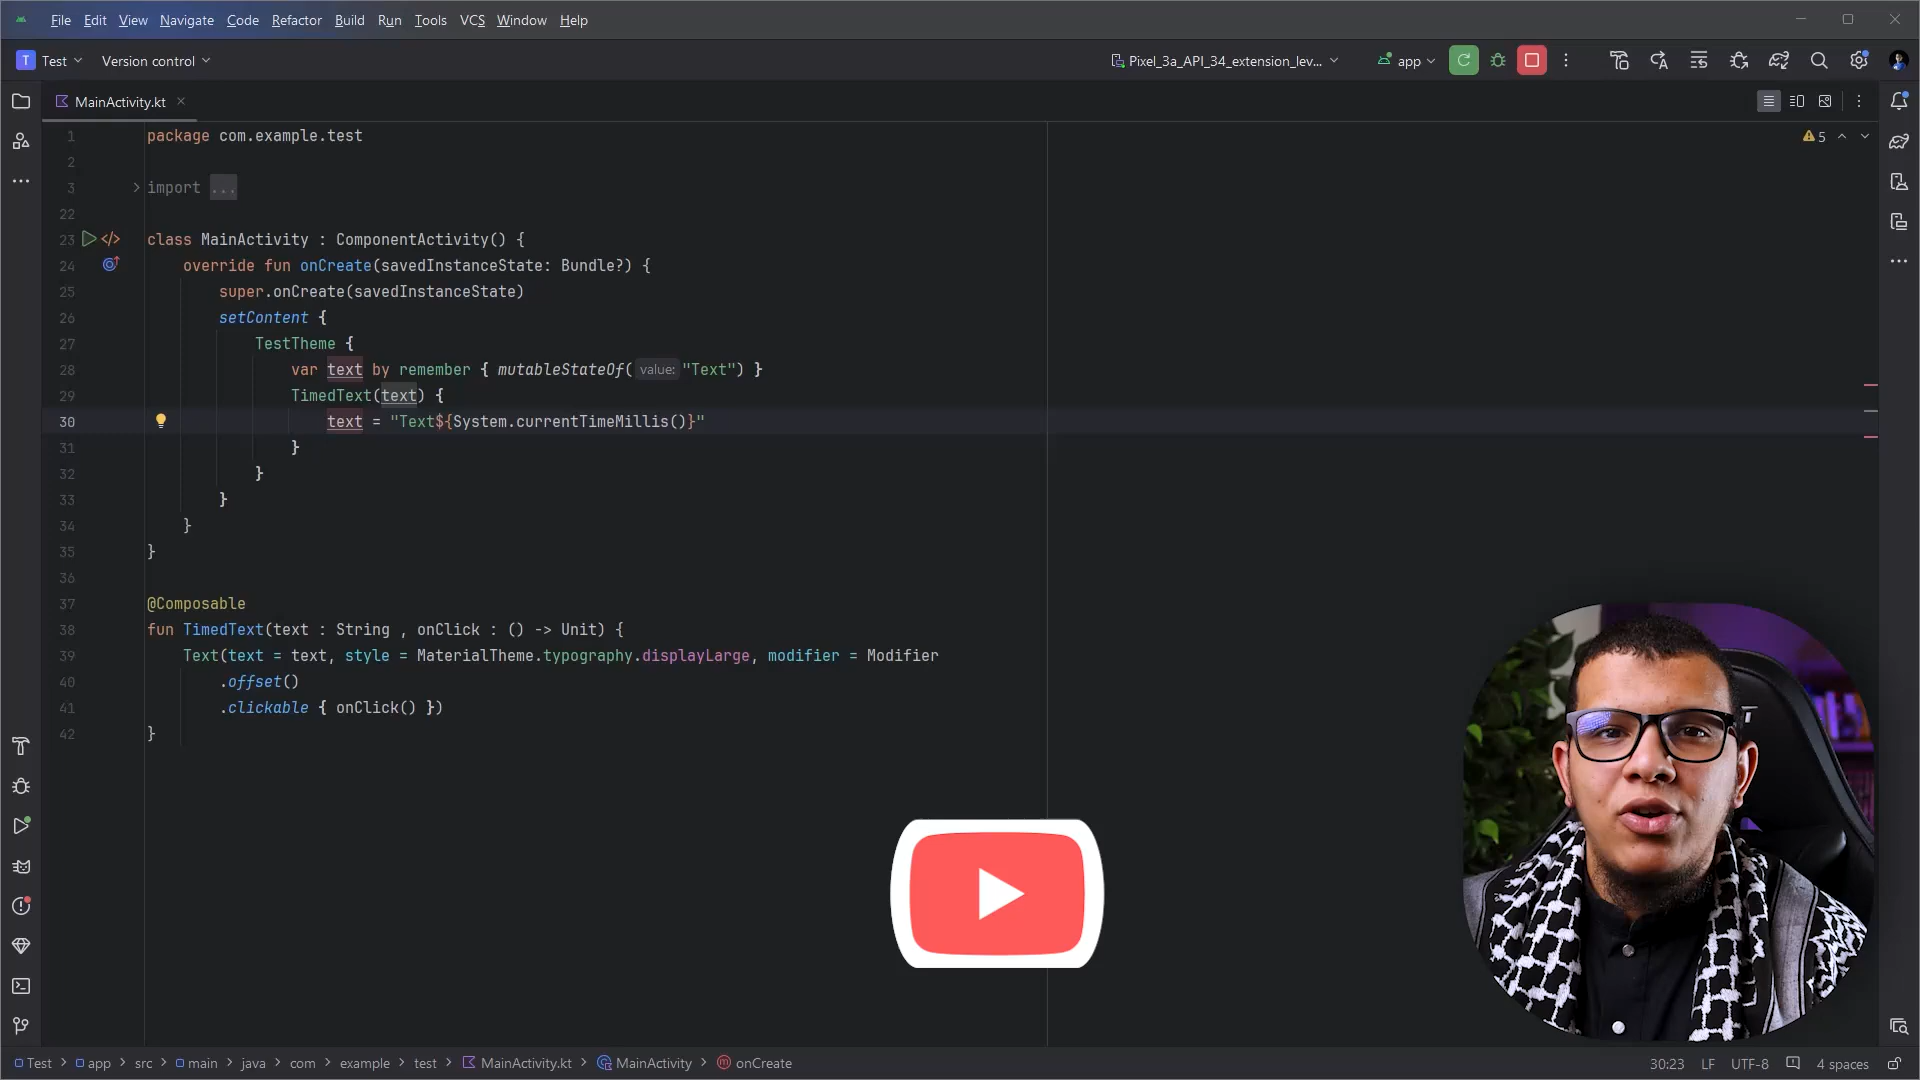 File Edit View Navigate Code Refactor Build Run Tools VCS Window Help
T Test Version control Pixel_3a_API_34_extension_lev... app
MainActivity.kt
5
1 package com.example.test
2
3 import ...
22
23 class MainActivity : ComponentActivity() {
24 override fun onCreate(savedInstanceState: Bundle?) {
25 super.onCreate(savedInstanceState)
26 setContent {
27 TestTheme {
28 var text by remember { mutableStateOf( value: "Text") }
29 TimedText(text) {
30 text = "Text${System.currentTimeMillis()}"
31 }
32 }
33 }
34 }
35 }
36
37 @Composable
38 fun TimedText(text : String , onClick : () -> Unit) {
39 Text(text = text, style = MaterialTheme.typography.displayLarge, modifier = Modifier
40 .offset()
41 .clickable { onClick() })
42 }
Test > app > src > main > java > com > example > test > MainActivity.kt > MainActivity > onCreate 30:23 LF UTF-8 4 spaces